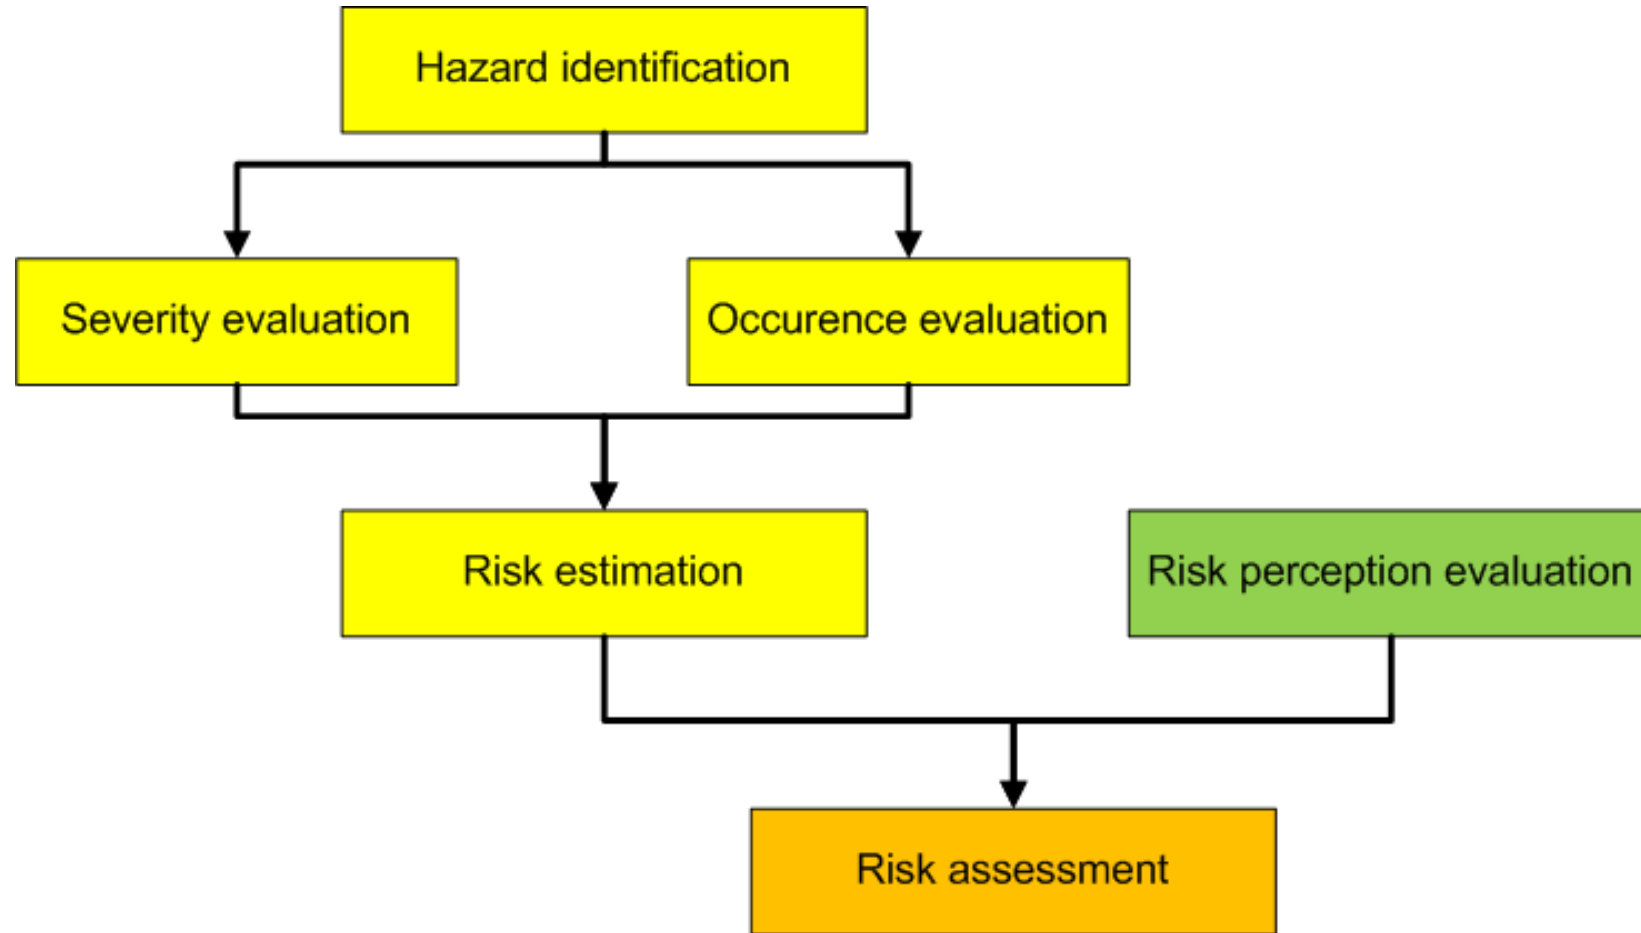 Hazard identification
Severity evaluation
Occurence evaluation
Risk estimation
Risk perception evaluation
Risk assessment